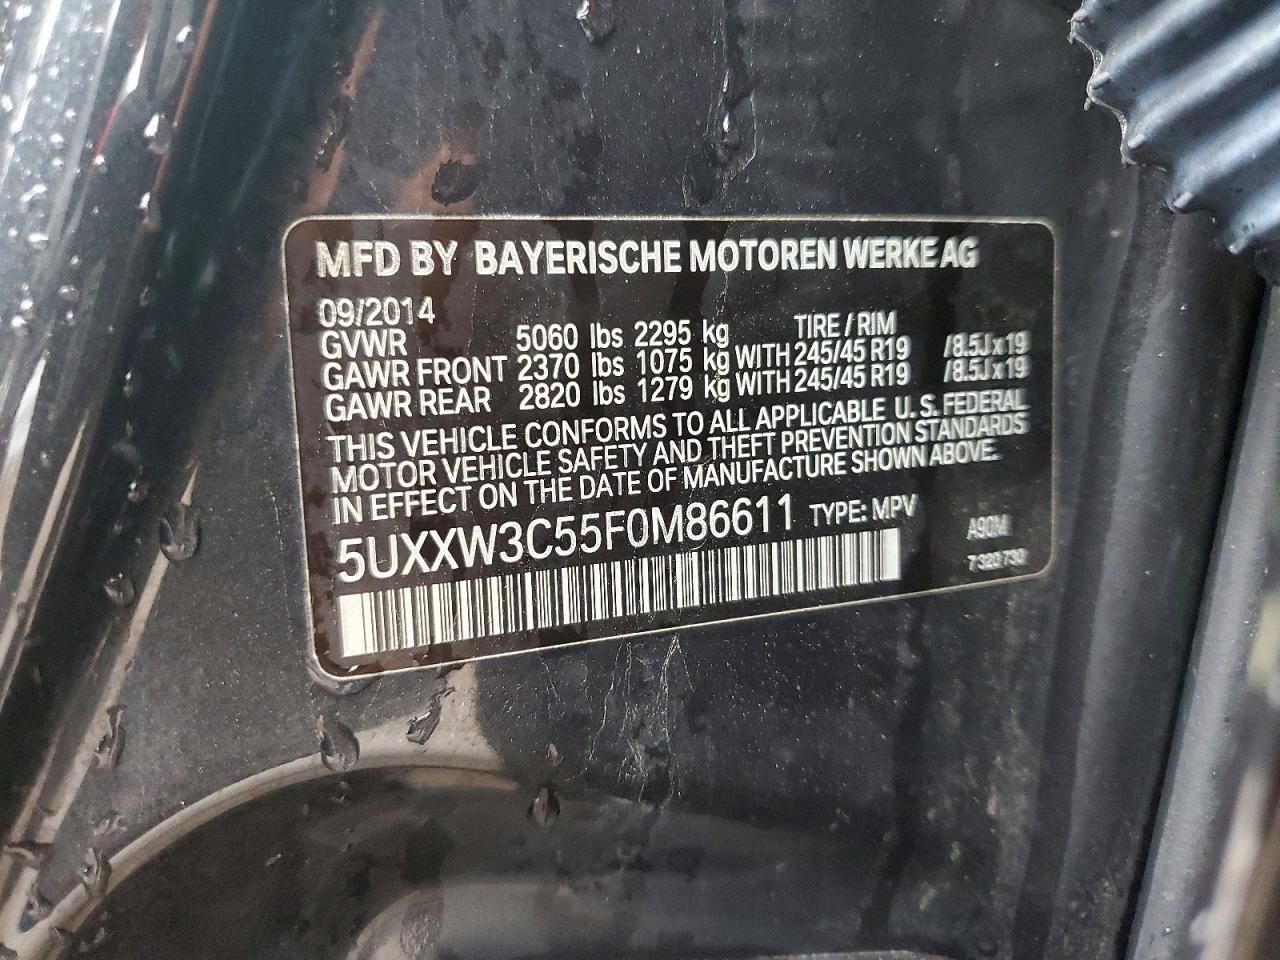 MFD BY BAYERISCHE MOTOREN WERKE AG
09/2014
TIRE / RIM
GVWR 5060 lbs 2295 kg
GAWR FRONT 2370 lbs 1075 kg WITH 245/45 R19 /8.5J x 19
GAWR REAR 2820 lbs 1279 kg WITH 245/45 R19 /8.5J x 19
THIS VEHICLE CONFORMS TO ALL APPLICABLE U.S. FEDERAL
MOTOR VEHICLE SAFETY AND THEFT PREVENTION STANDARDS
IN EFFECT ON THE DATE OF MANUFACTURE SHOWN ABOVE.
5UXXW3C55F0M86611 TYPE: MPV
A90M
7 320 730